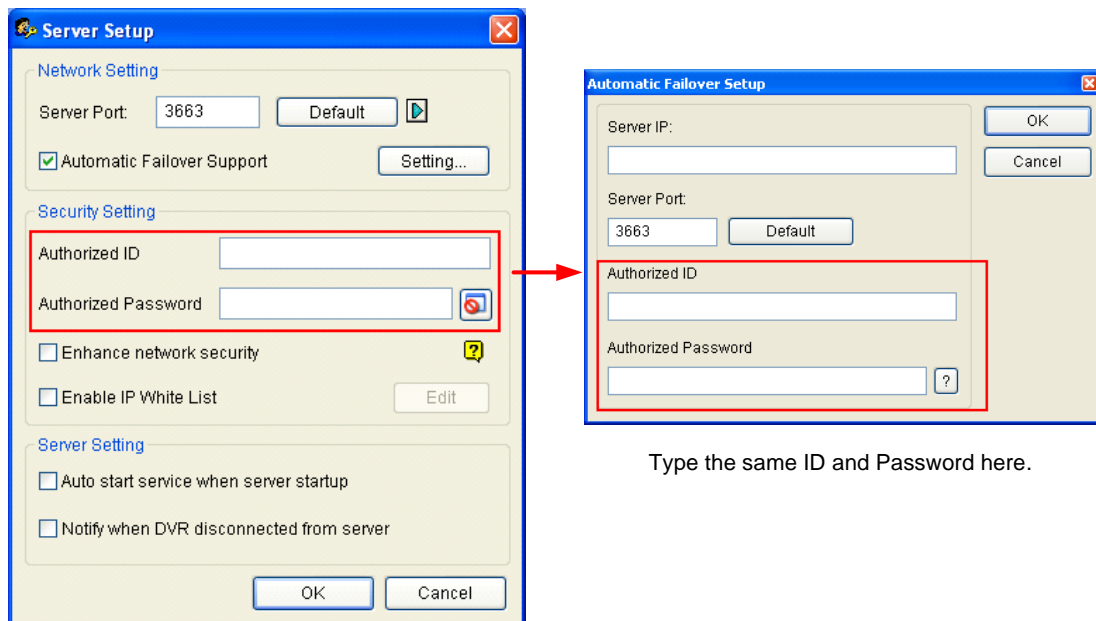 Server Setup
Network Setting
Server Port: 3663 Default
Automatic Failover Support Setting...
Security Setting
Authorized ID
Authorized Password
Enhance network security ?
Enable IP White List Edit
Server Setting
Auto start service when server startup
Notify when DVR disconnected from server
OK Cancel
Automatic Failover Setup
Server IP:
OK
Cancel
Server Port:
3663 Default
Authorized ID
Authorized Password
?
Type the same ID and Password here.